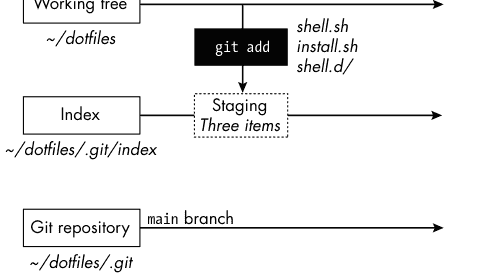 Working tree
~/dotfiles
git add
shell.sh
install.sh
shell.d/
Index
~/dotfiles/.git/index
Staging
Three items
Git repository
~/dotfiles/.git
main branch